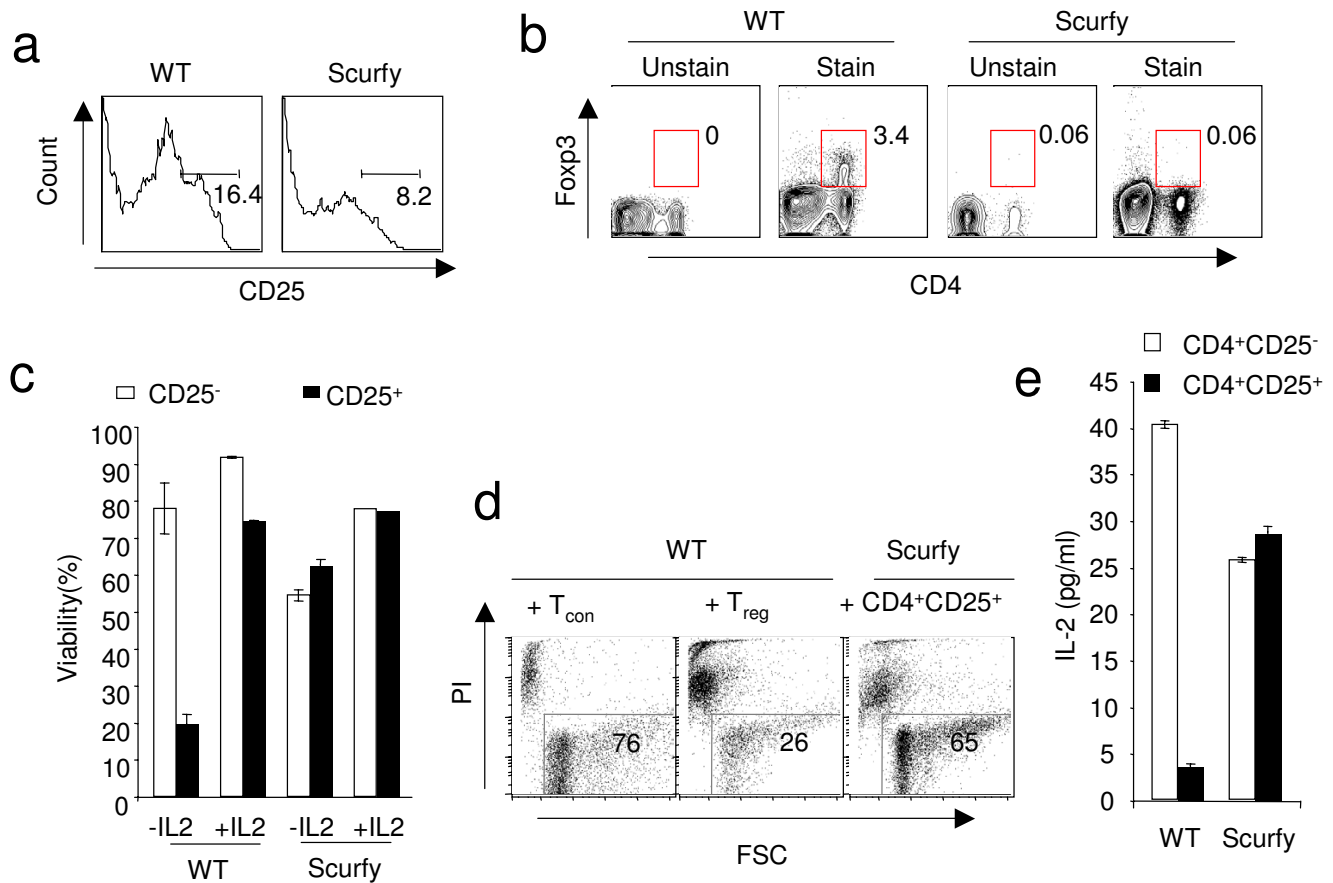 a
WT
Scurfy
Count
16.4
8.2
CD25
b
WT
Scurfy
Unstain
Stain
Unstain
Stain
Foxp3
0
3.4
0.06
0.06
CD4
c
CD25-
CD25+
Viability(%)
100
90
80
70
60
50
40
30
20
10
0
-IL2
+IL2
-IL2
+IL2
WT
Scurfy
d
WT
Scurfy
+ Tcon
+ Treg
+ CD4+CD25+
PI
76
26
65
FSC
e
CD4+CD25-
CD4+CD25+
IL-2 (pg/ml)
45
40
35
30
25
20
15
10
5
0
WT
Scurfy